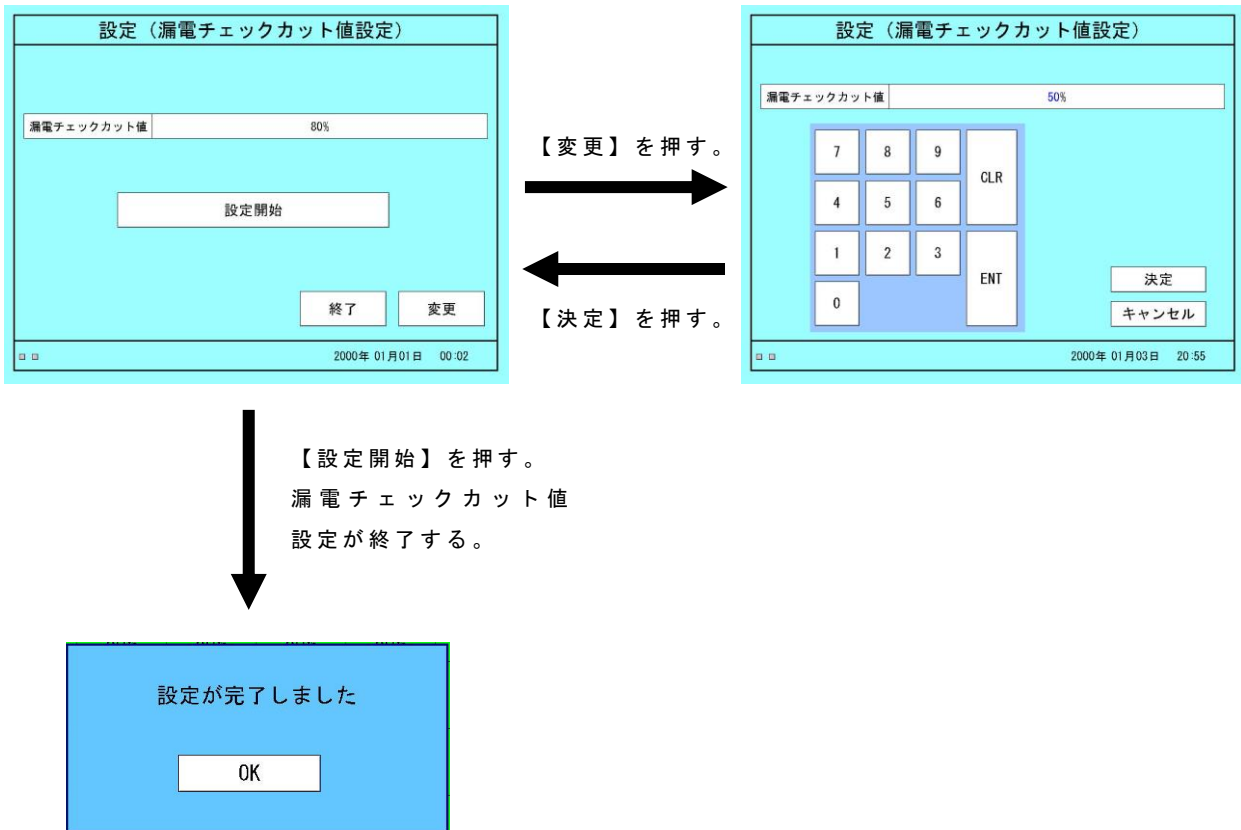 設定（漏電チェックカット値設定）
漏電チェックカット値 80%
設定開始
終了 変更
2000年 01月01日 00:02
【変更】を押す。
【決定】を押す。
設定（漏電チェックカット値設定）
漏電チェックカット値 50%
7 8 9 CLR
4 5 6
1 2 3 ENT
0
決定
キャンセル
2000年 01月03日 20:55
【設定開始】を押す。
漏電チェックカット値
設定が終了する。
設定が完了しました
OK